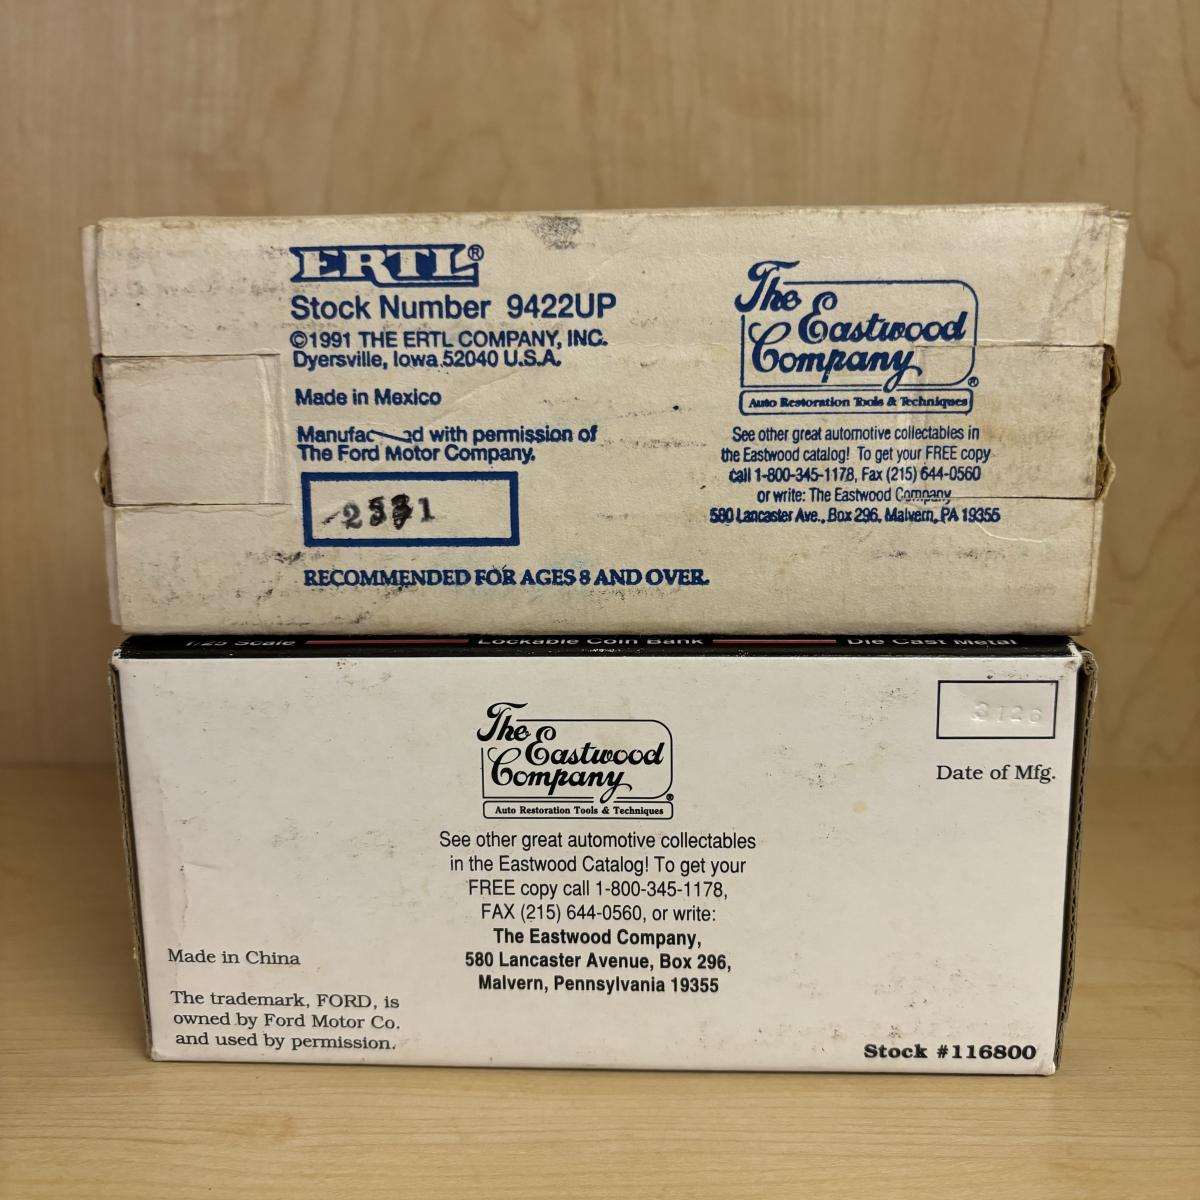 ERTL®
Stock Number 9422UP
©1991 THE ERTL COMPANY, INC.
Dyersville, Iowa 52040 U.S.A.
Made in Mexico
with permission of
The Ford Motor Company.
RECOMMENDED FOR AGES 8 AND OVER.
The
Eastwood
Company®
Auto Restoration Tools & Techniques
See other great automotive collectables in
the Eastwood catalog! To get your FREE copy
call 1-800-345-1178, Fax (215) 644-0560
or write: The Eastwood Company
580 Lancaster Ave., Box 296, Malvern, PA 19355
1/25 Scale Lockable Coin Bank Die Cast Metal
The
Eastwood
Company®
Auto Restoration Tools & Techniques
See other great automotive collectables
in the Eastwood Catalog! To get your
FREE copy call 1-800-345-1178,
FAX (215) 644-0560, or write:
The Eastwood Company,
580 Lancaster Avenue, Box 296,
Malvern, Pennsylvania 19355
3126
Date of Mfg.
Made in China
The trademark, FORD, is
owned by Ford Motor Co.
and used by permission.
Stock #116800